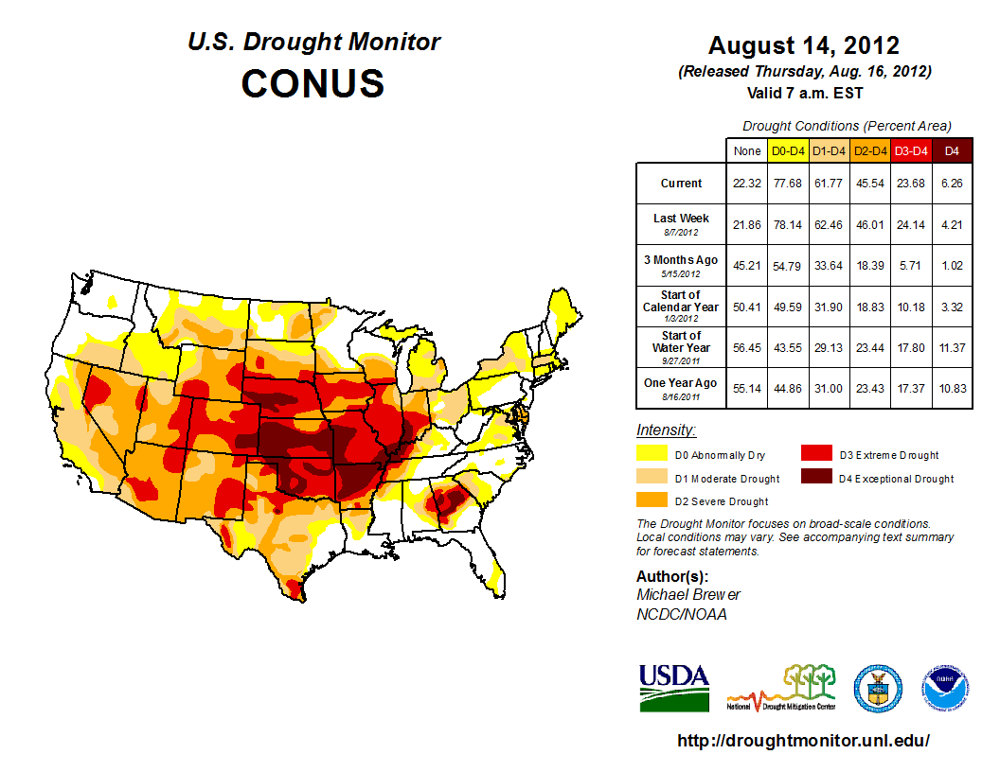 U.S. Drought Monitor
CONUS
August 14, 2012
(Released Thursday, Aug. 16, 2012)
Valid 7 a.m. EST
Drought Conditions (Percent Area)
None D0-D4 D1-D4 D2-D4 D3-D4 D4
Current 22.32 77.68 61.77 45.54 23.68 6.26
Last Week
8/7/2012
21.86 78.14 62.46 46.01 24.14 4.21
3 Months Ago
5/15/2012
45.21 54.79 33.64 18.39 5.71 1.02
Start of
Calendar Year
1/3/2012
50.41 49.59 31.90 18.83 10.18 3.32
Start of
Water Year
9/27/2011
56.45 43.55 29.13 23.44 17.80 11.37
One Year Ago
8/16/2011
55.14 44.86 31.00 23.43 17.37 10.83
Intensity:
D0 Abnormally Dry
D1 Moderate Drought
D2 Severe Drought
D3 Extreme Drought
D4 Exceptional Drought
The Drought Monitor focuses on broad-scale conditions.
Local conditions may vary. See accompanying text summary
for forecast statements.
Author(s):
Michael Brewer
NCDC/NOAA
USDA
National Drought Mitigation Center
NOAA
http://droughtmonitor.unl.edu/